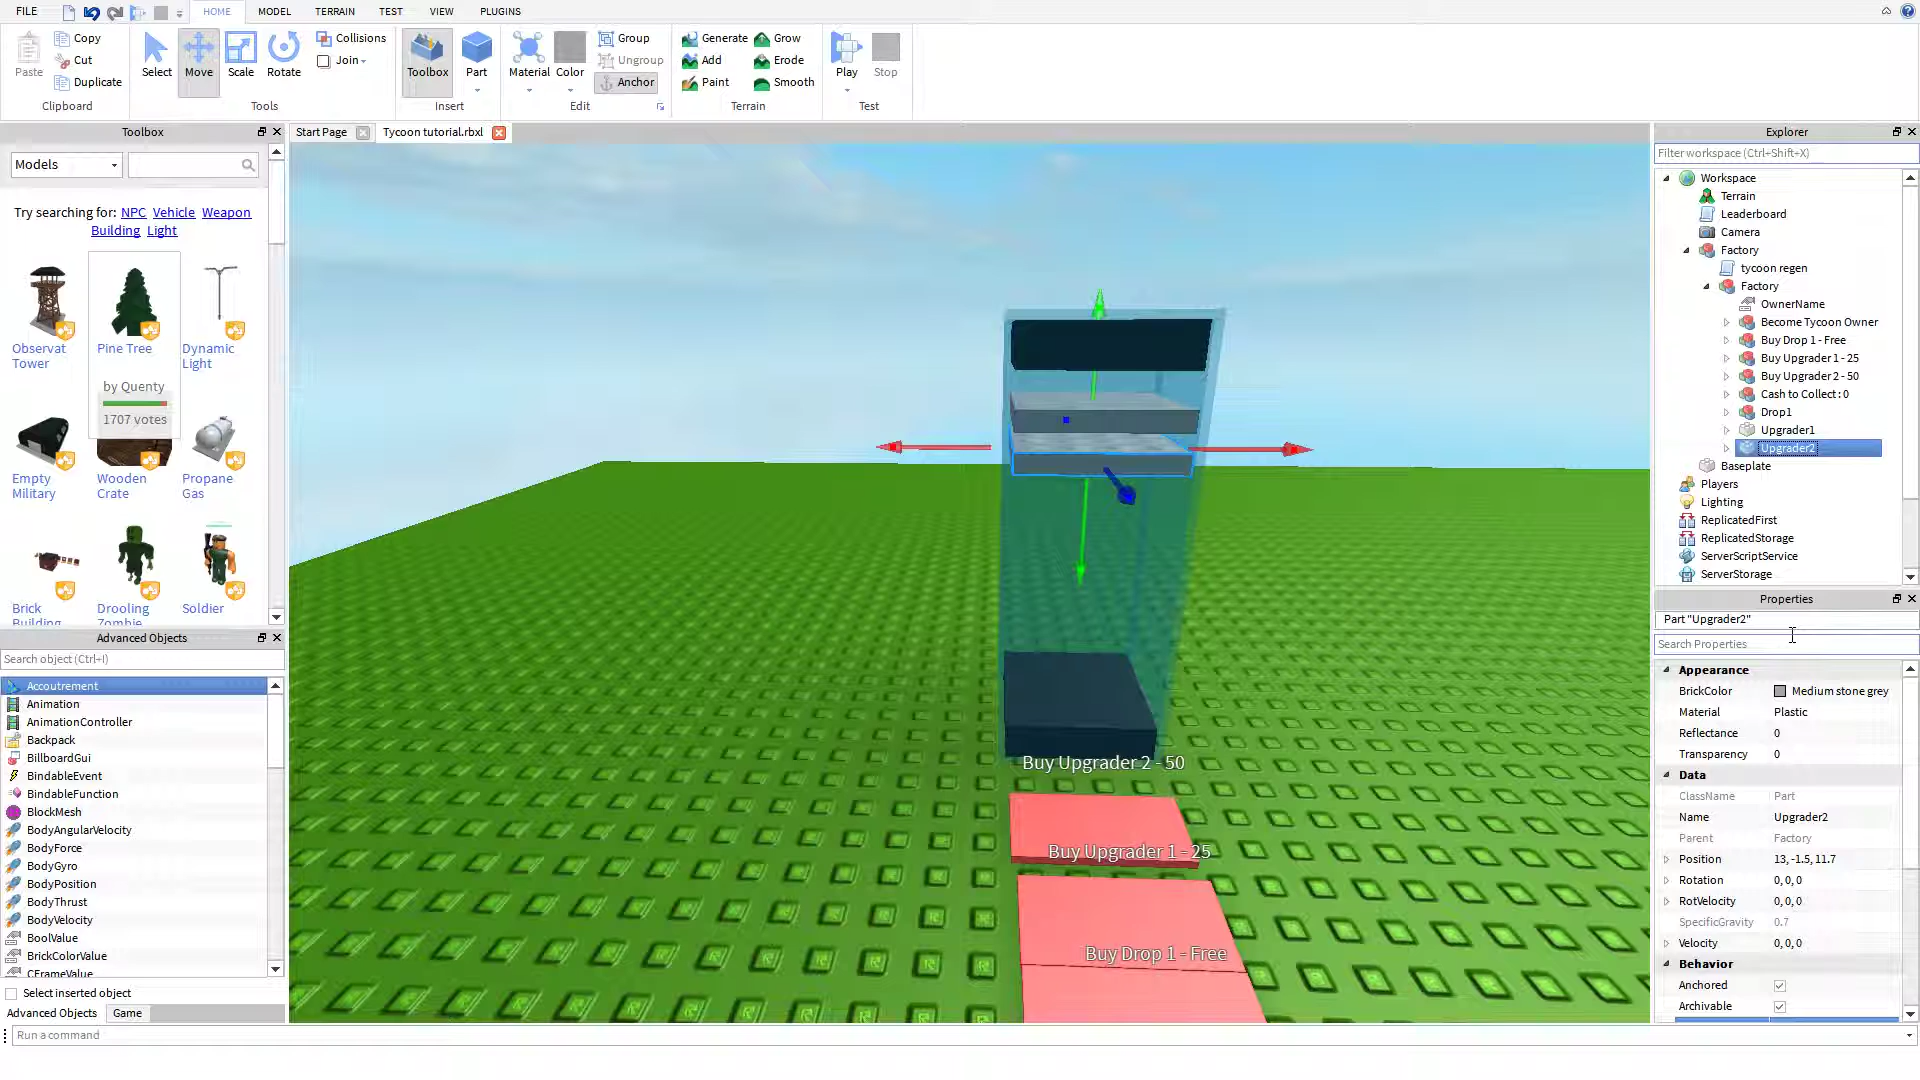 FILE
HOME MODEL TERRAIN TEST VIEW PLUGINS
Paste Copy Cut Duplicate
Clipboard
Select Move Scale Rotate
Collisions
Join
Tools
Toolbox Part
Insert
Material Color
Group
Ungroup
Anchor
Edit
Generate Grow
Add Erode
Paint Smooth
Terrain
Play Stop
Test
Toolbox
Models
Try searching for: NPC Vehicle Weapon
Building Light
Observat
Tower
Pine Tree
by Quenty
1707 votes
Dynamic
Light
Empty
Military
Wooden
Crate
Propane
Gas
Brick
Building
Drooling
Zombie
Soldier
Advanced Objects
Search object (Ctrl+I)
Accoutrement
Animation
AnimationController
Backpack
BillboardGui
BindableEvent
BindableFunction
BlockMesh
BodyAngularVelocity
BodyForce
BodyGyro
BodyPosition
BodyThrust
BodyVelocity
BoolValue
BrickColorValue
CFrameValue
Select inserted object
Advanced Objects Game
Run a command
Start Page Tycoon tutorial.rbxl
Buy Upgrader 2 - 50
Buy Upgrader 1 - 25
Buy Drop 1 - Free
Explorer
Filter workspace (Ctrl+Shift+X)
Workspace
Terrain
Leaderboard
Camera
Factory
tycoon regen
Factory
OwnerName
Become Tycoon Owner
Buy Drop 1 - Free
Buy Upgrader 1 - 25
Buy Upgrader 2 - 50
Cash to Collect : 0
Drop1
Upgrader1
Upgrader2
Baseplate
Players
Lighting
ReplicatedFirst
ReplicatedStorage
ServerScriptService
ServerStorage
Properties
Part "Upgrader2"
Search Properties
Appearance
BrickColor Medium stone grey
Material Plastic
Reflectance 0
Transparency 0
Data
ClassName Part
Name Upgrader2
Parent Factory
Position 13, -1.5, 11.7
Rotation 0, 0, 0
RotVelocity 0, 0, 0
SpecificGravity 0.7
Velocity 0, 0, 0
Behavior
Anchored
Archivable